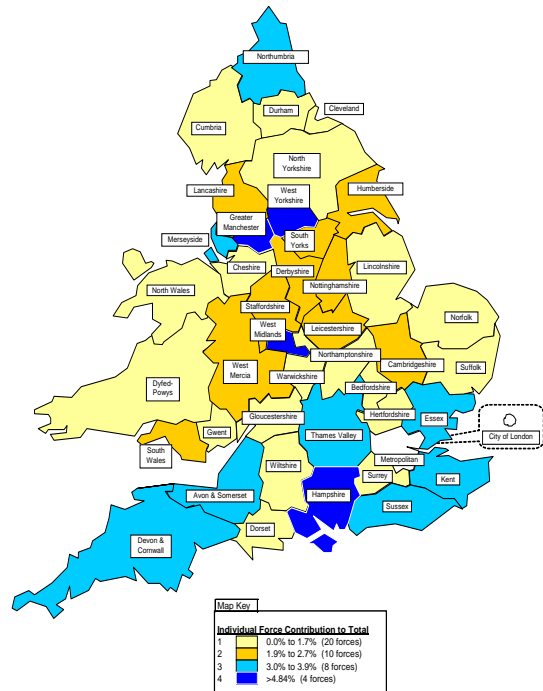 Northumbria
Durham
Cleveland
Cumbria
North
Yorkshire
Lancashire
West
Yorkshire
Humberside
Greater
Manchester
South
Yorks
Merseyside
Cheshire
Derbyshire
Lincolnshire
Nottinghamshire
North Wales
Staffordshire
Norfolk
West
Midlands
Leicestershire
Northamptonshire
Cambridgeshire
Suffolk
West
Mercia
Warwickshire
Dyfed-
Powys
Bedfordshire
Gloucestershire
Hertfordshire
Essex
Gwent
Thames Valley
City of London
South
Wales
Wiltshire
Metropolitan
Surrey
Kent
Avon & Somerset
Hampshire
Sussex
Dorset
Devon &
Cornwall
Map Key
Individual Force Contribution to Total
1 0.0% to 1.7% (20 forces)
2 1.9% to 2.7% (10 forces)
3 3.0% to 3.9% (8 forces)
4 >4.84% (4 forces)